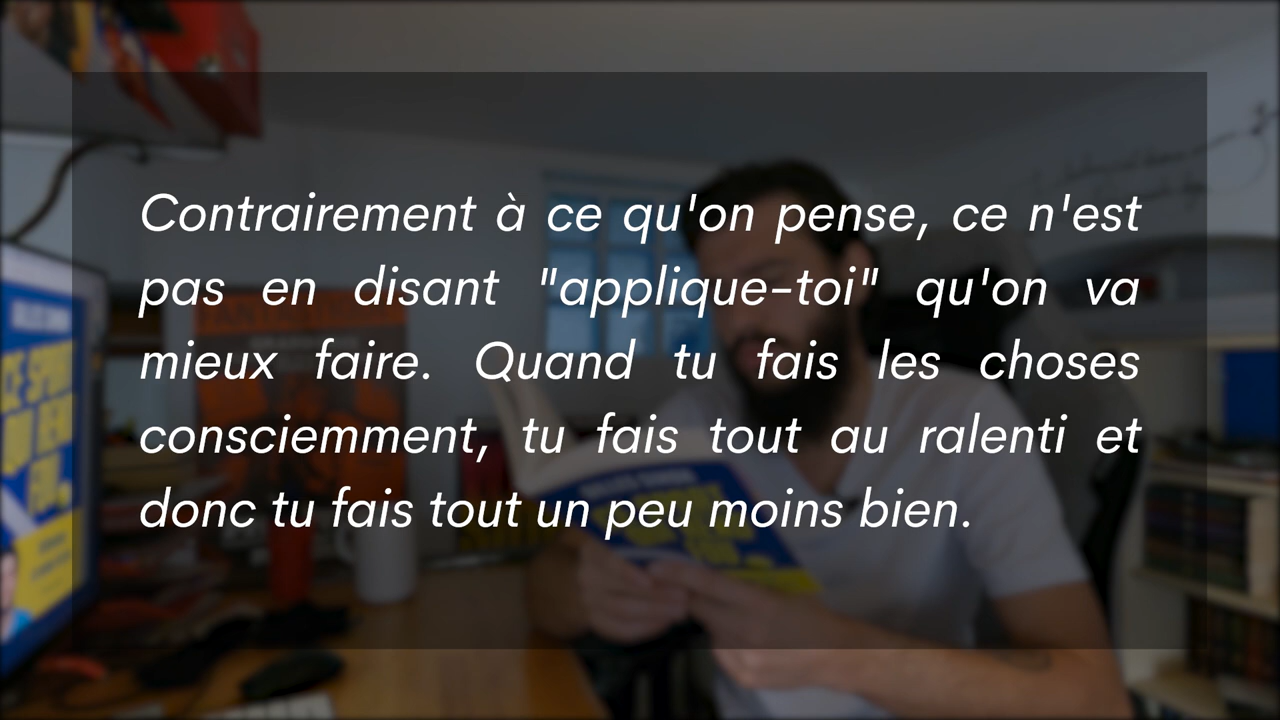 Contrairement à ce qu'on pense, ce n'est
pas en disant "applique-toi" qu'on va
mieux faire. Quand tu fais les choses
consciemment, tu fais tout au ralenti et
donc tu fais tout un peu moins bien.